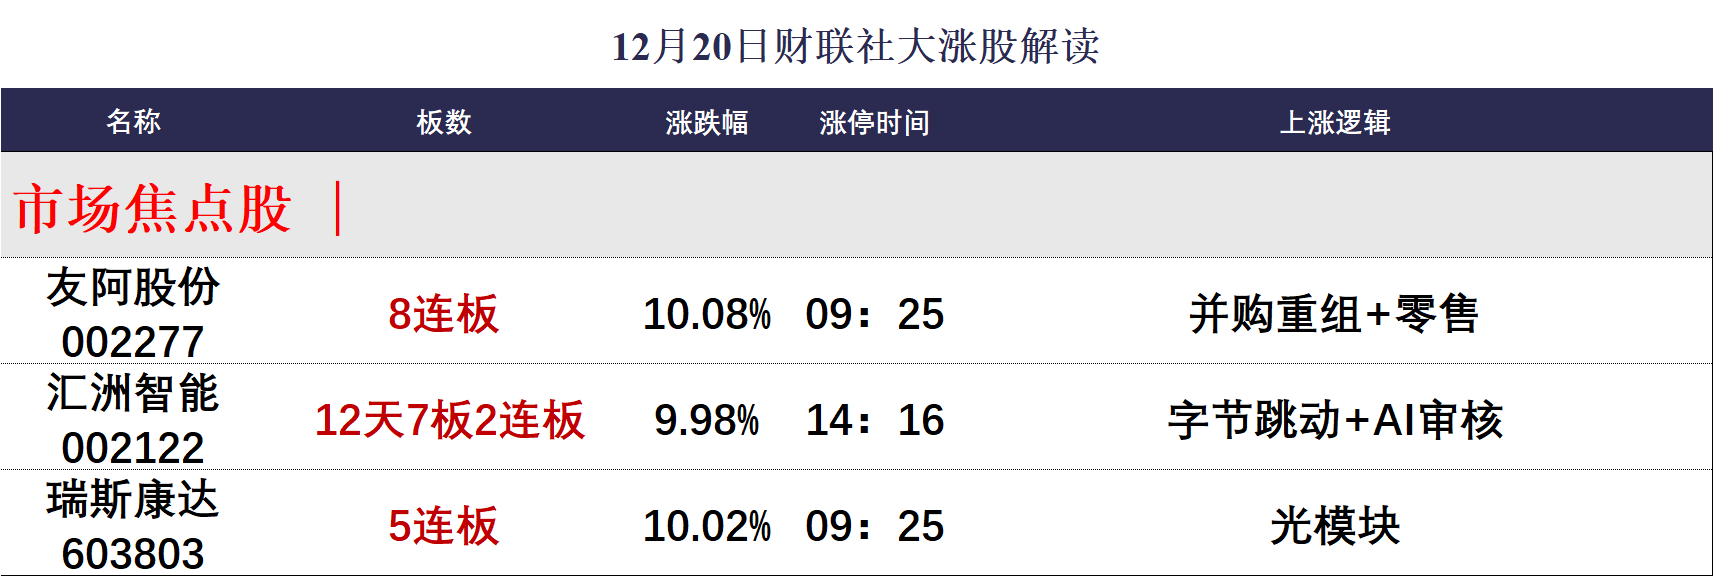 12月20日财联社大涨股解读
名称 板数 涨跌幅 涨停时间 上涨逻辑
市场焦点股 ｜
友阿股份
002277 8连板 10.08% 09：25 并购重组+零售
汇洲智能
002122 12天7板2连板 9.98% 14：16 字节跳动+AI审核
瑞斯康达
603803 5连板 10.02% 09：25 光模块